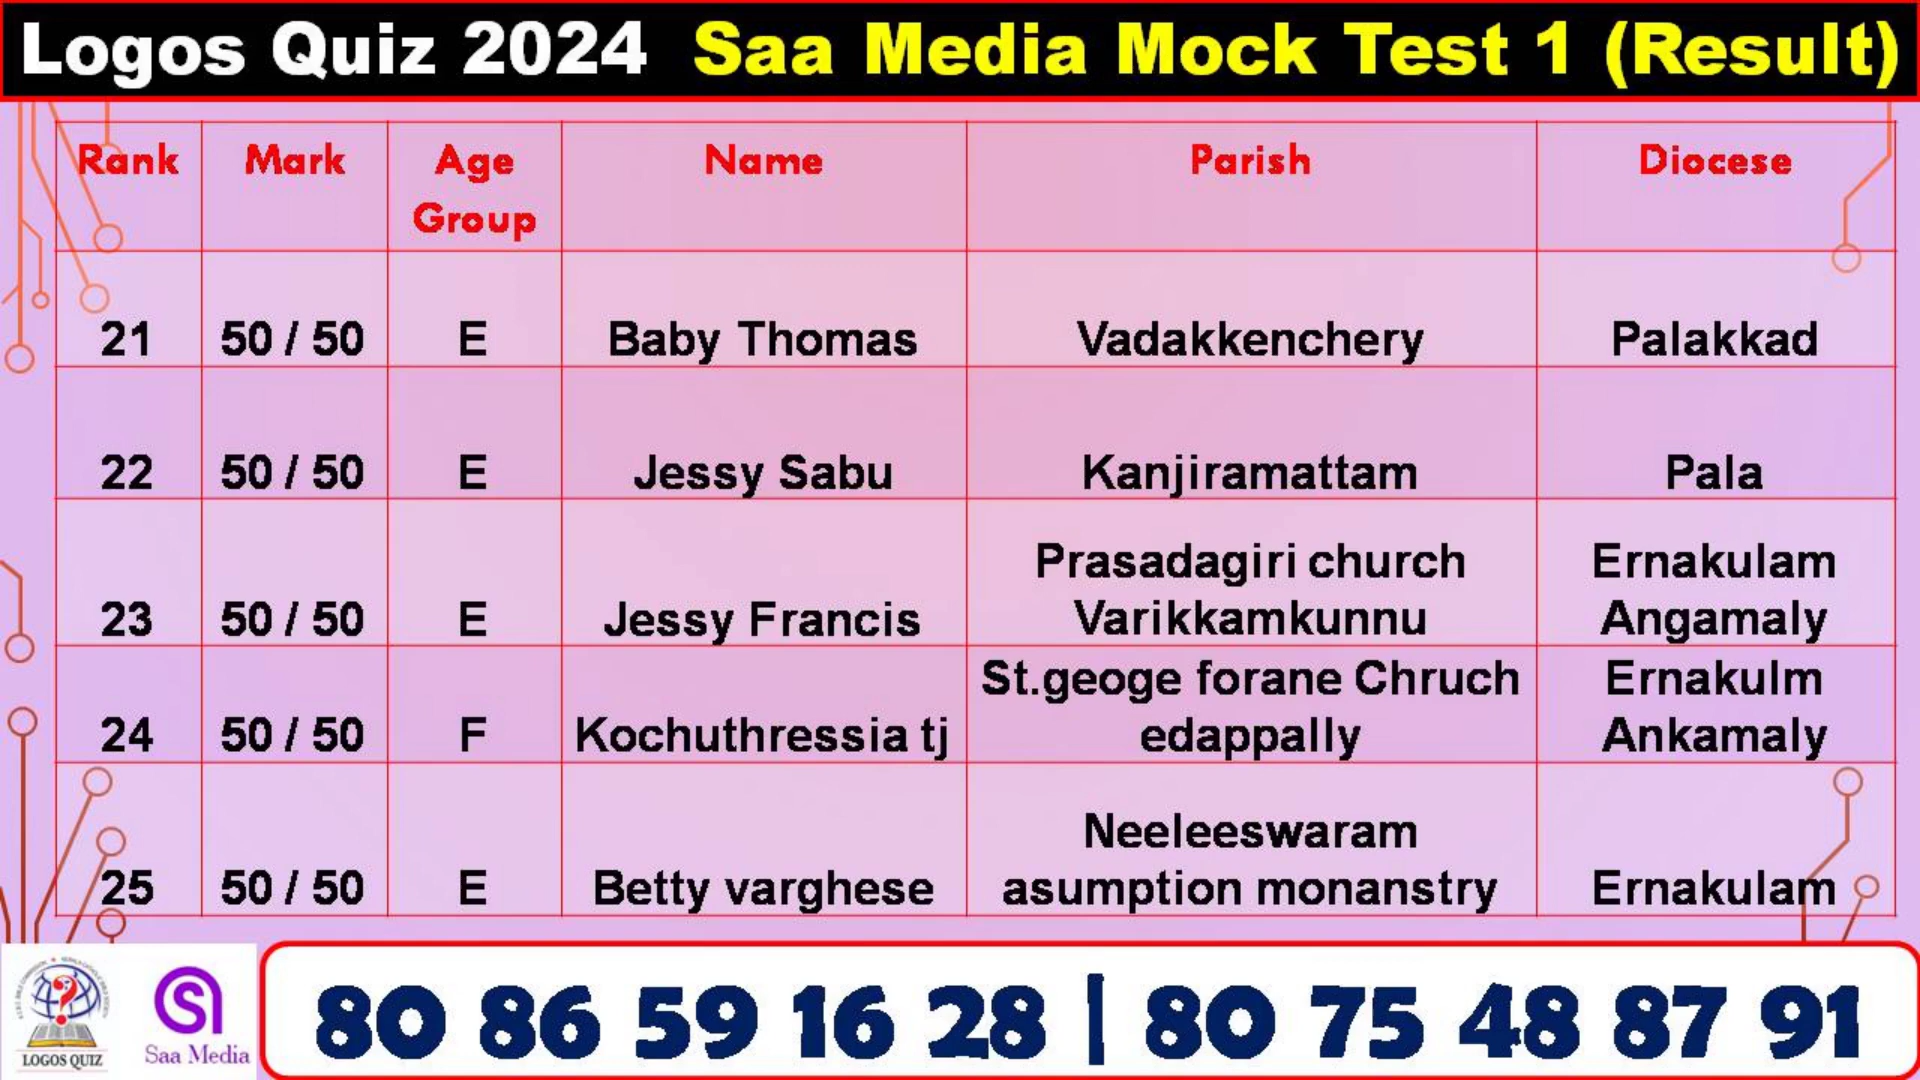 Logos Quiz 2024 Saa Media Mock Test 1 (Result)
Rank Mark Age Group Name Parish Diocese
21 50 / 50 E Baby Thomas Vadakkenchery Palakkad
22 50 / 50 E Jessy Sabu Kanjiramattam Pala
Prasadagiri church Ernakulam
23 50 / 50 E Jessy Francis Varikkamkunnu Angamaly
St.geoge forane Chruch Ernakulm
24 50 / 50 F Kochuthressia tj edappally Ankamaly
Neeleeswaram
25 50 / 50 E Betty varghese asumption monanstry Ernakulam
LOGOS QUIZ
Saa Media
80 86 59 16 28 | 80 75 48 87 91